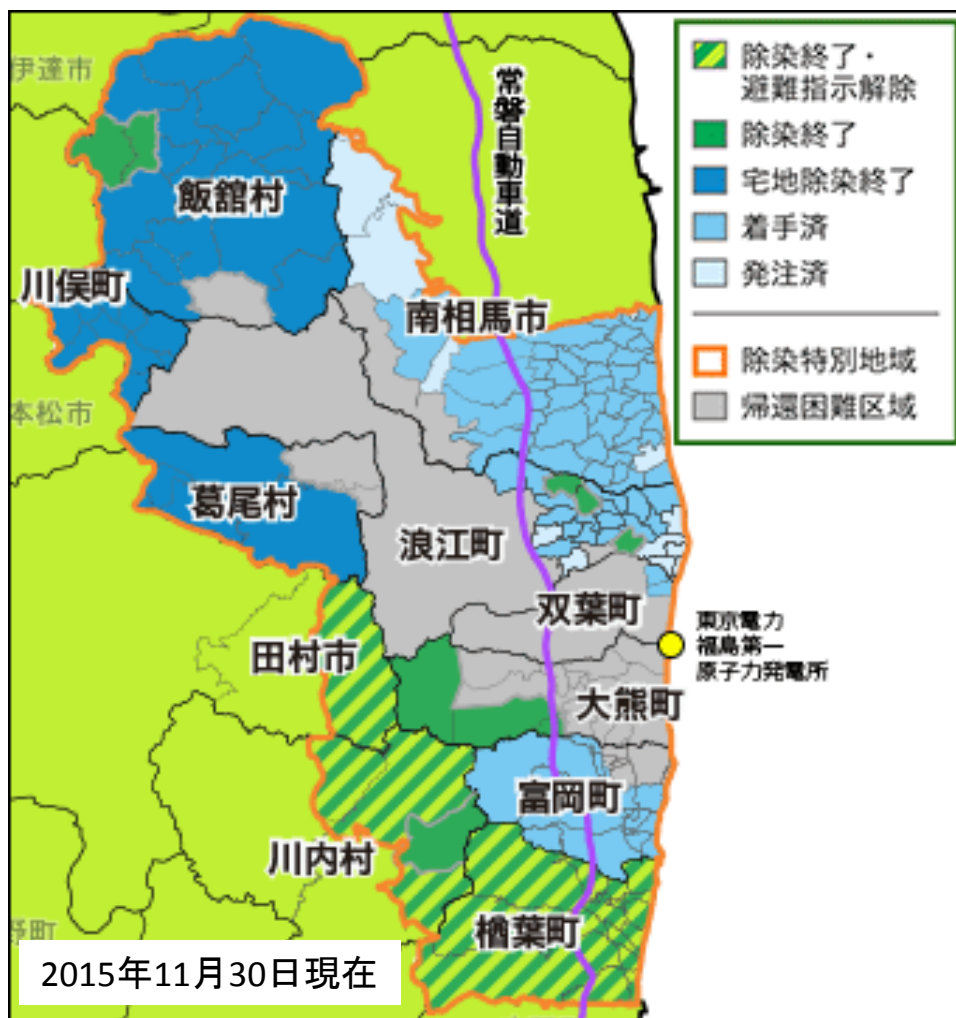 伊達市
常磐自動車道
飯舘村
川俣町
南相馬市
本松市
葛尾村
浪江町
双葉町
田村市
大熊町
富岡町
川内村
楢葉町
野町
東京電力
福島第一
原子力発電所
除染終了・
避難指示解除
除染終了
宅地除染終了
着手済
発注済
除染特別地域
帰還困難区域
2015年11月30日現在